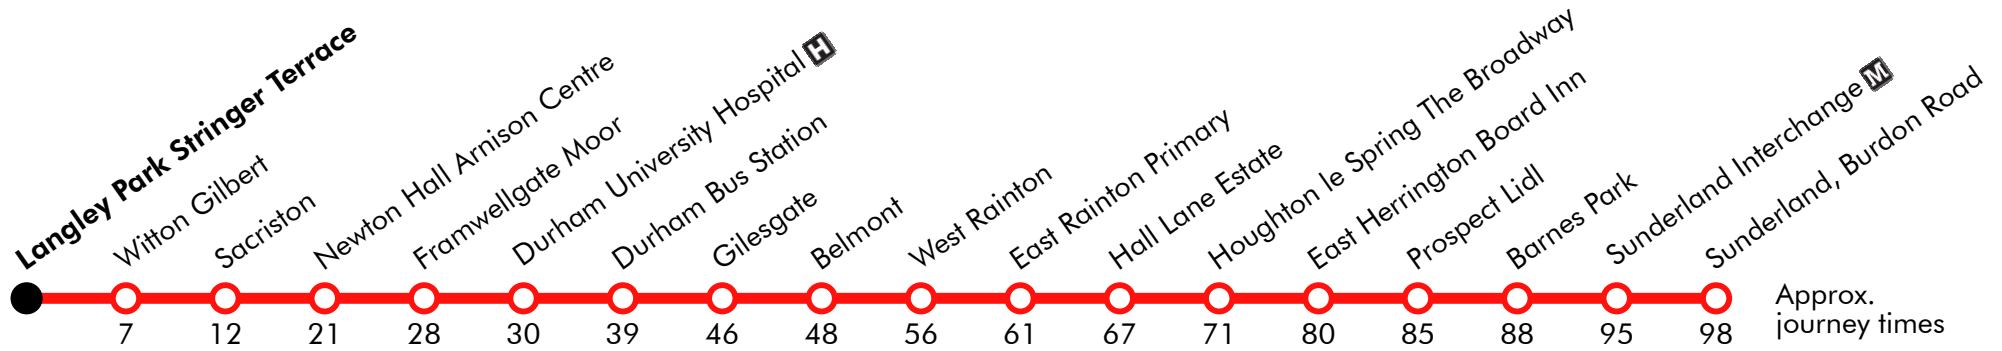 Langley Park Stringer Terrace
Witton Gilbert
Sacriston
Newton Hall Arnison Centre
Framwellgate Moor
Durham University Hospital H
Durham Bus Station
Gilesgate
Belmont
West Rainton
East Rainton Primary
Hall Lane Estate
Houghton le Spring The Broadway
East Herrington Board Inn
Prospect Lidl
Barnes Park
Sunderland Interchange M
Sunderland, Burdon Road
7 12 21 28 30 39 46 48 56 61 67 71 80 85 88 95 98
Approx.
journey times